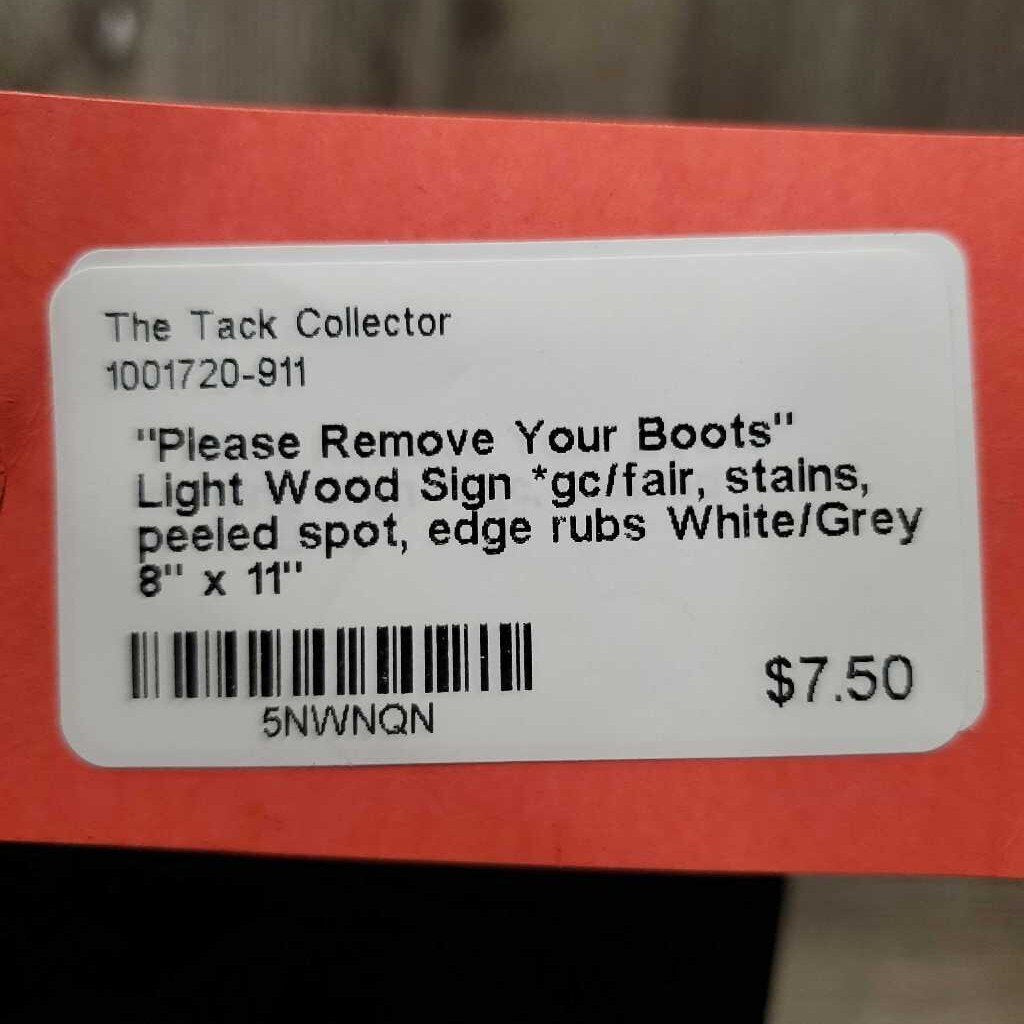 The Tack Collector
1001720-911
"Please Remove Your Boots"
Light Wood Sign *gc/fair, stains,
peeled spot, edge rubs White/Grey
8" x 11"
5NWNQN
$7.50